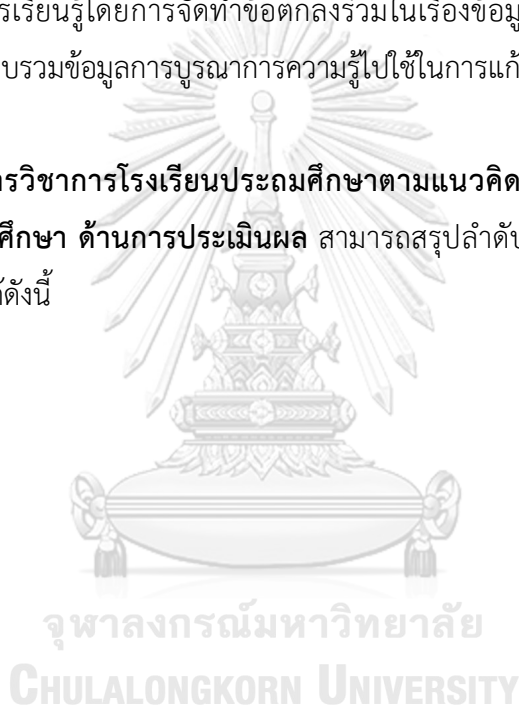 รเรียนรู้โดยการจัดทำข้อตกลงร่วมในเรื่องข้อมู
บรวมข้อมูลการบูรณาการความรู้ไปใช้ในการแก้
รวิชาการโรงเรียนประถมศึกษาตามแนวคิด
ศึกษา ด้านการประเมินผล สามารถสรุปลำดับ
ด้ดังนี้
จุฬาลงกรณ์มหาวิทยาลัย
CHULALONGKORN UNIVERSITY